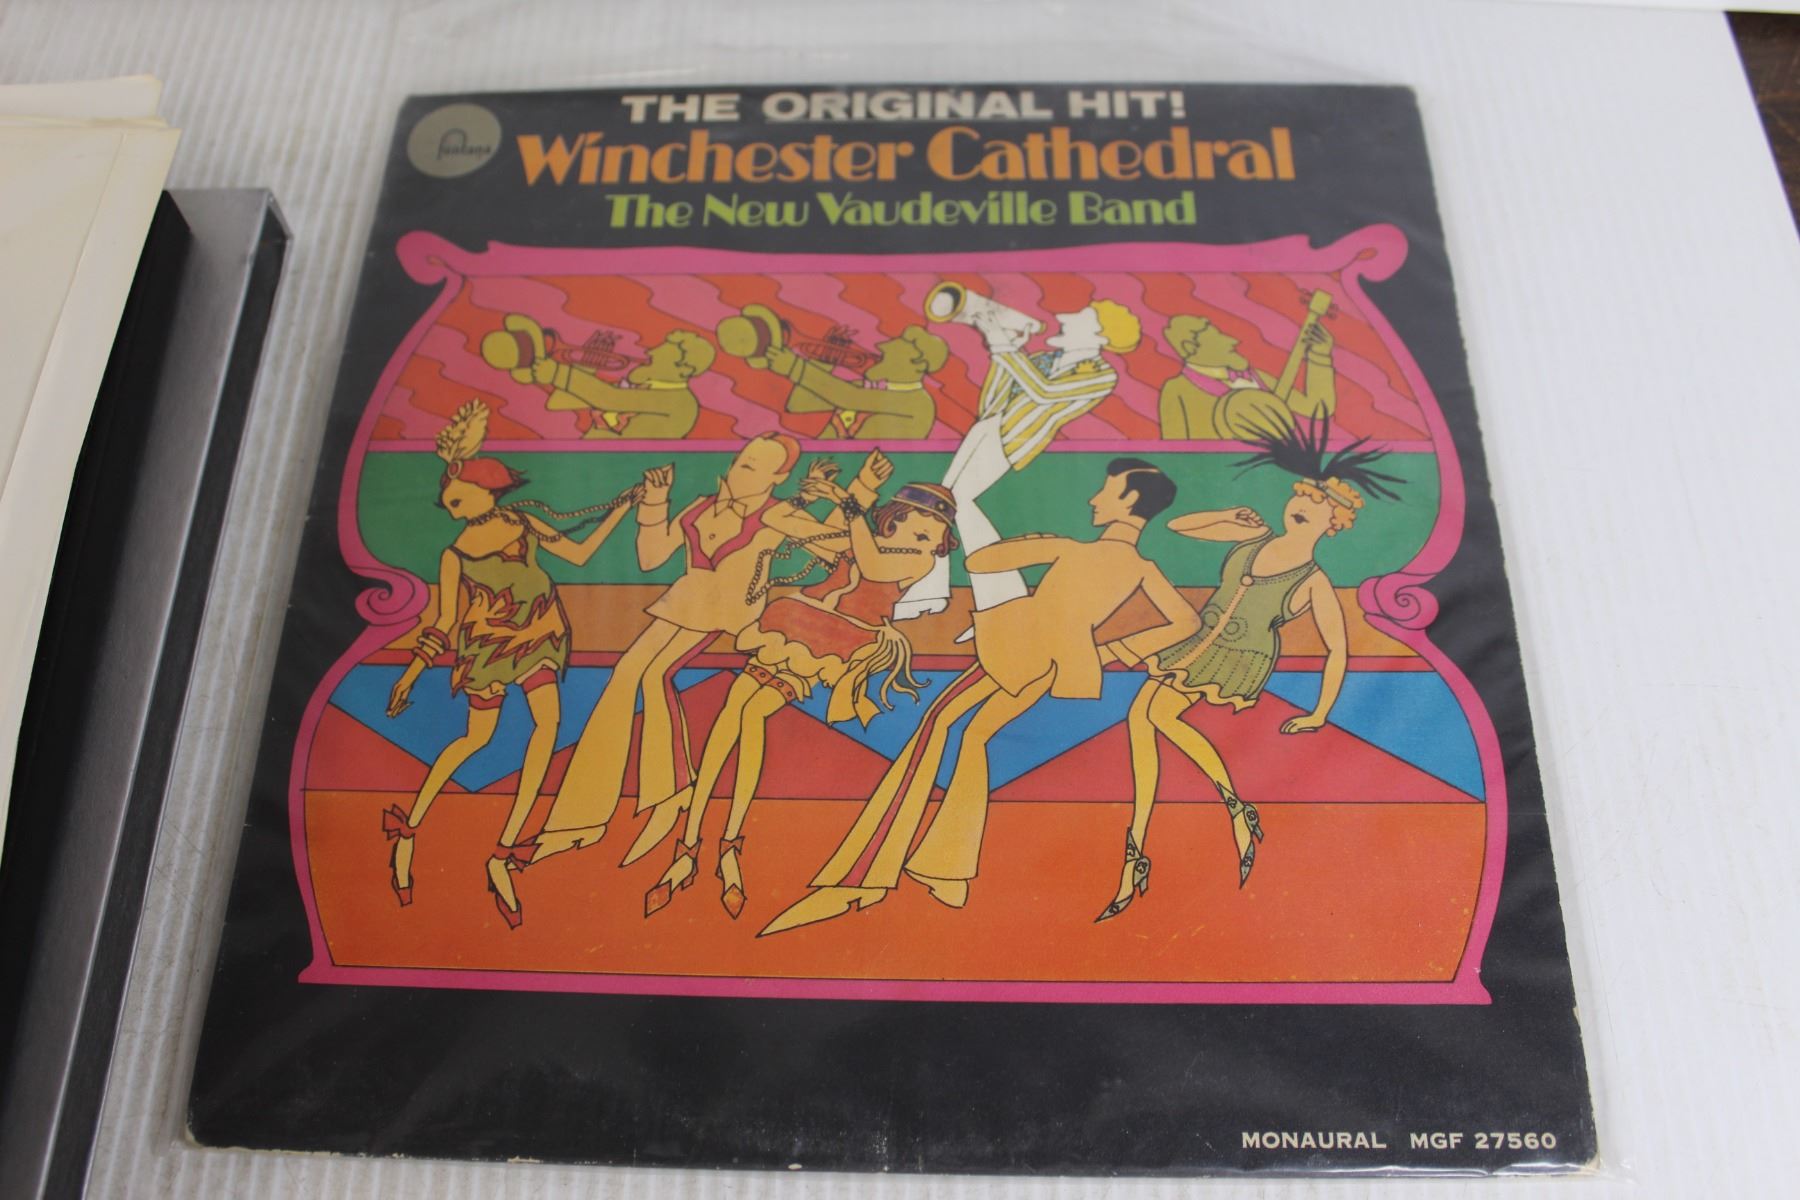 THE ORIGINAL HIT!
fontana
Winchester Cathedral
The New Vaudeville Band
MONAURAL MGF 27560